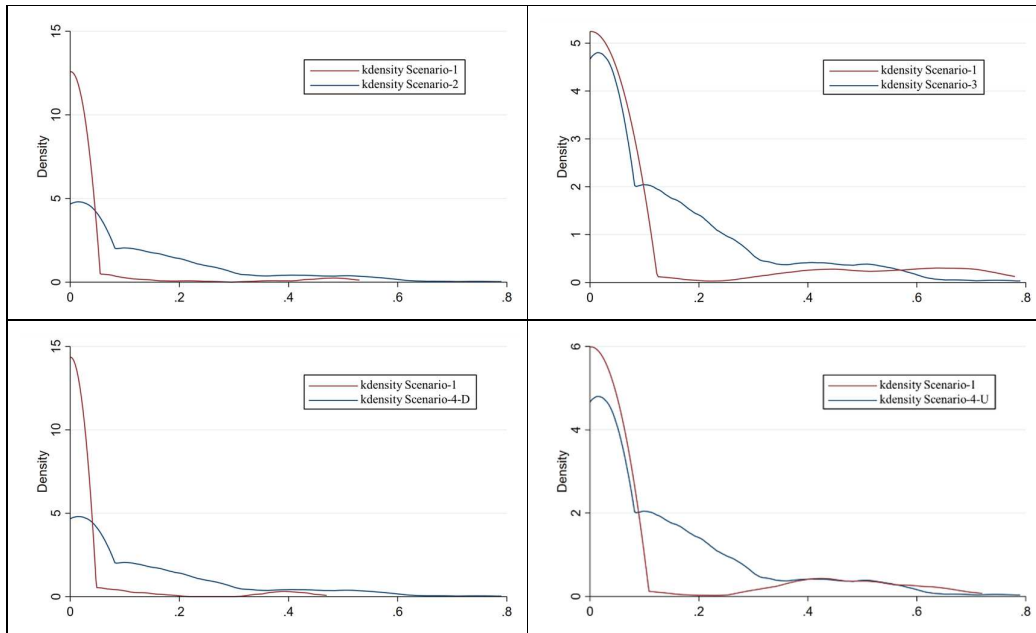 15
10
5
0
Density
kdensity Scenario-1
kdensity Scenario-2
0 .2 .4 .6 .8
5
4
3
2
1
0
Density
kdensity Scenario-1
kdensity Scenario-3
0 .2 .4 .6 .8
15
10
5
0
Density
kdensity Scenario-1
kdensity Scenario-4-D
0 .2 .4 .6 .8
6
4
2
0
Density
kdensity Scenario-1
kdensity Scenario-4-U
0 .2 .4 .6 .8